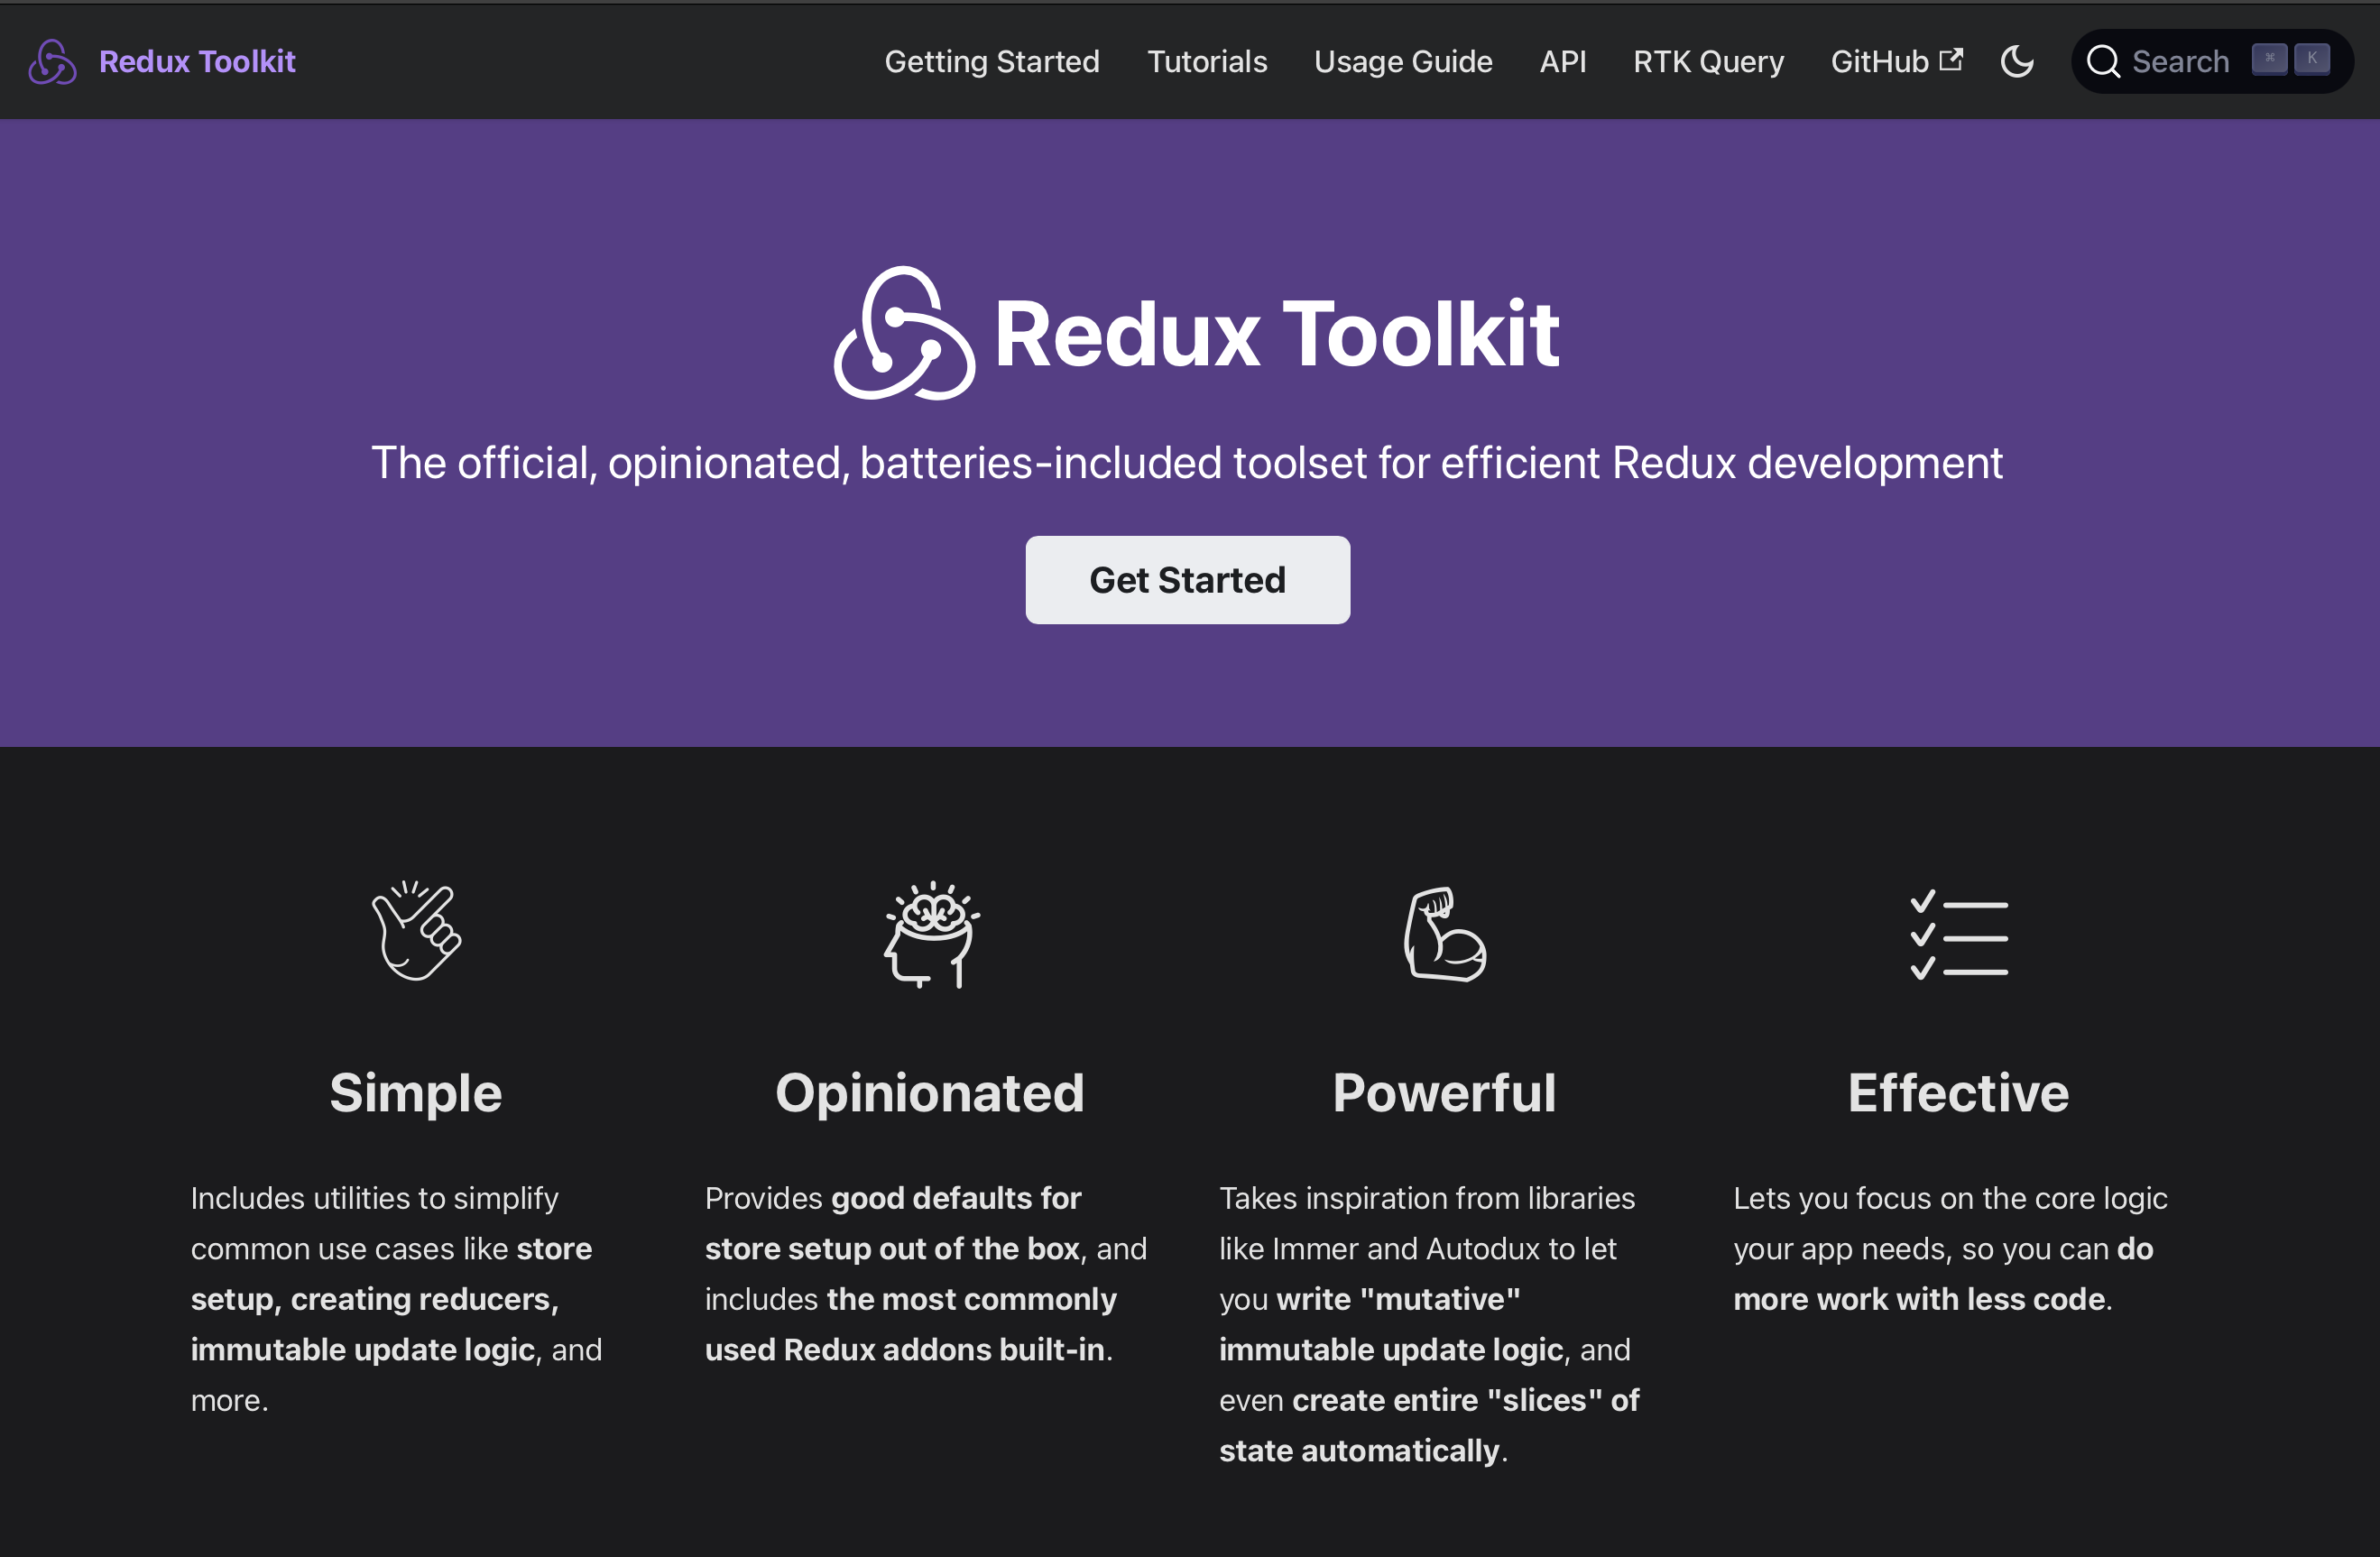 Redux Toolkit
Getting Started
Tutorials
Usage Guide
API
RTK Query
GitHub
Search
⌘ K
Redux Toolkit
The official, opinionated, batteries-included toolset for efficient Redux development
Get Started
Simple
Includes utilities to simplify
common use cases like store
setup, creating reducers,
immutable update logic, and
more.
Opinionated
Provides good defaults for
store setup out of the box, and
includes the most commonly
used Redux addons built-in.
Powerful
Takes inspiration from libraries
like Immer and Autodux to let
you write "mutative"
immutable update logic, and
even create entire "slices" of
state automatically.
Effective
Lets you focus on the core logic
your app needs, so you can do
more work with less code.